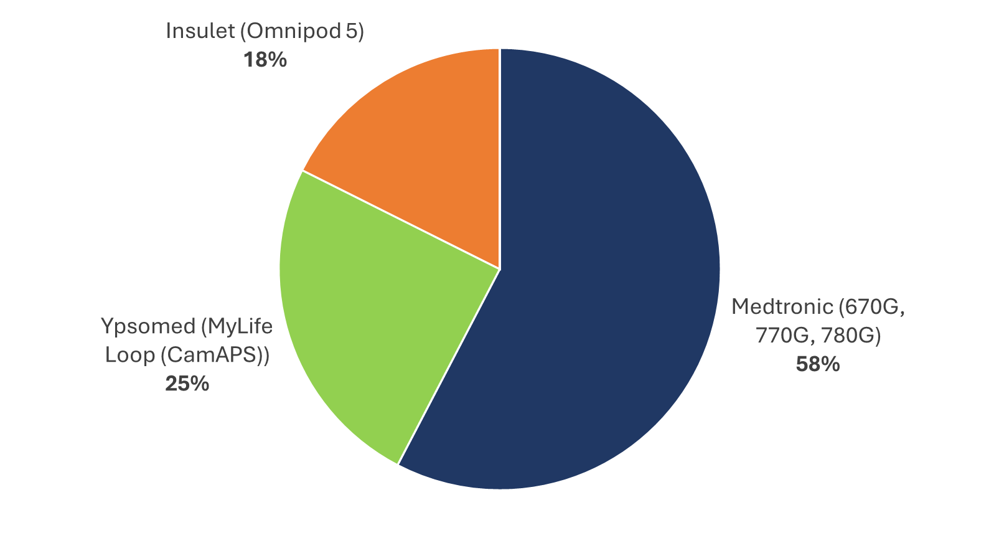 Insulet (Omnipod 5)
18%
Medtronic (670G,
770G, 780G)
58%
Ypsomed (MyLife
Loop (CamAPS))
25%